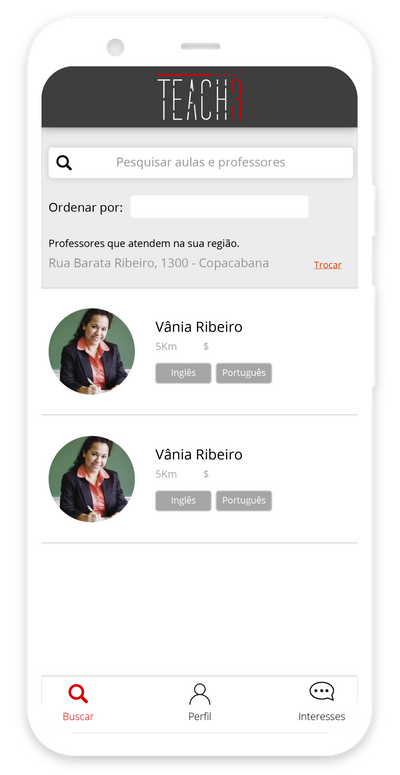 TEACHR
Pesquisar aulas e professores
Ordenar por:
Professores que atendem na sua região.
Rua Barata Ribeiro, 1300 - Copacabana
Trocar
Vânia Ribeiro
5Km $
Inglês Português
Vânia Ribeiro
5Km $
Inglês Português
Buscar Perfil Interesses